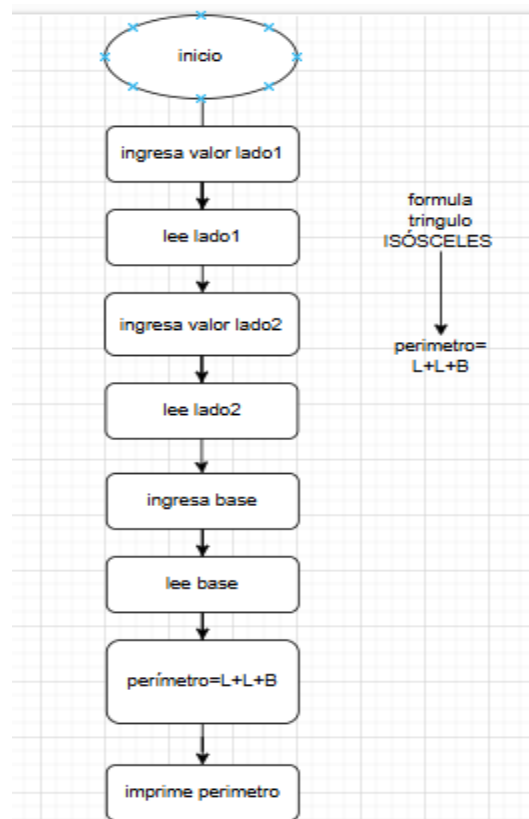 inicio
ingresa valor lado1
lee lado1
ingresa valor lado2
lee lado2
ingresa base
lee base
perímetro=L+L+B
imprime perimetro
formula
tringulo
ISÓSCELES
perimetro=
L+L+B